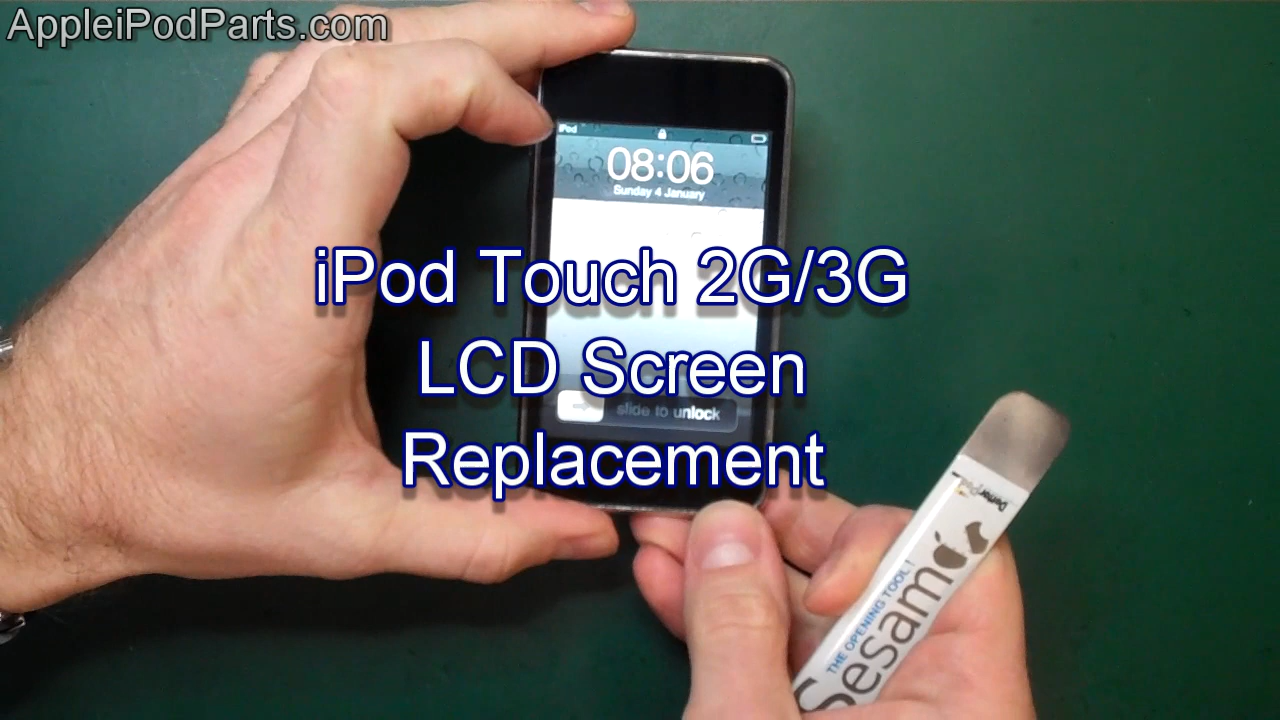 AppleiPodParts.com
iPod
08:06
Sunday 4 January
iPod Touch 2G/3G
LCD Screen
slide to unlock
Replacement
THE OPENING TOOL!
Sesam